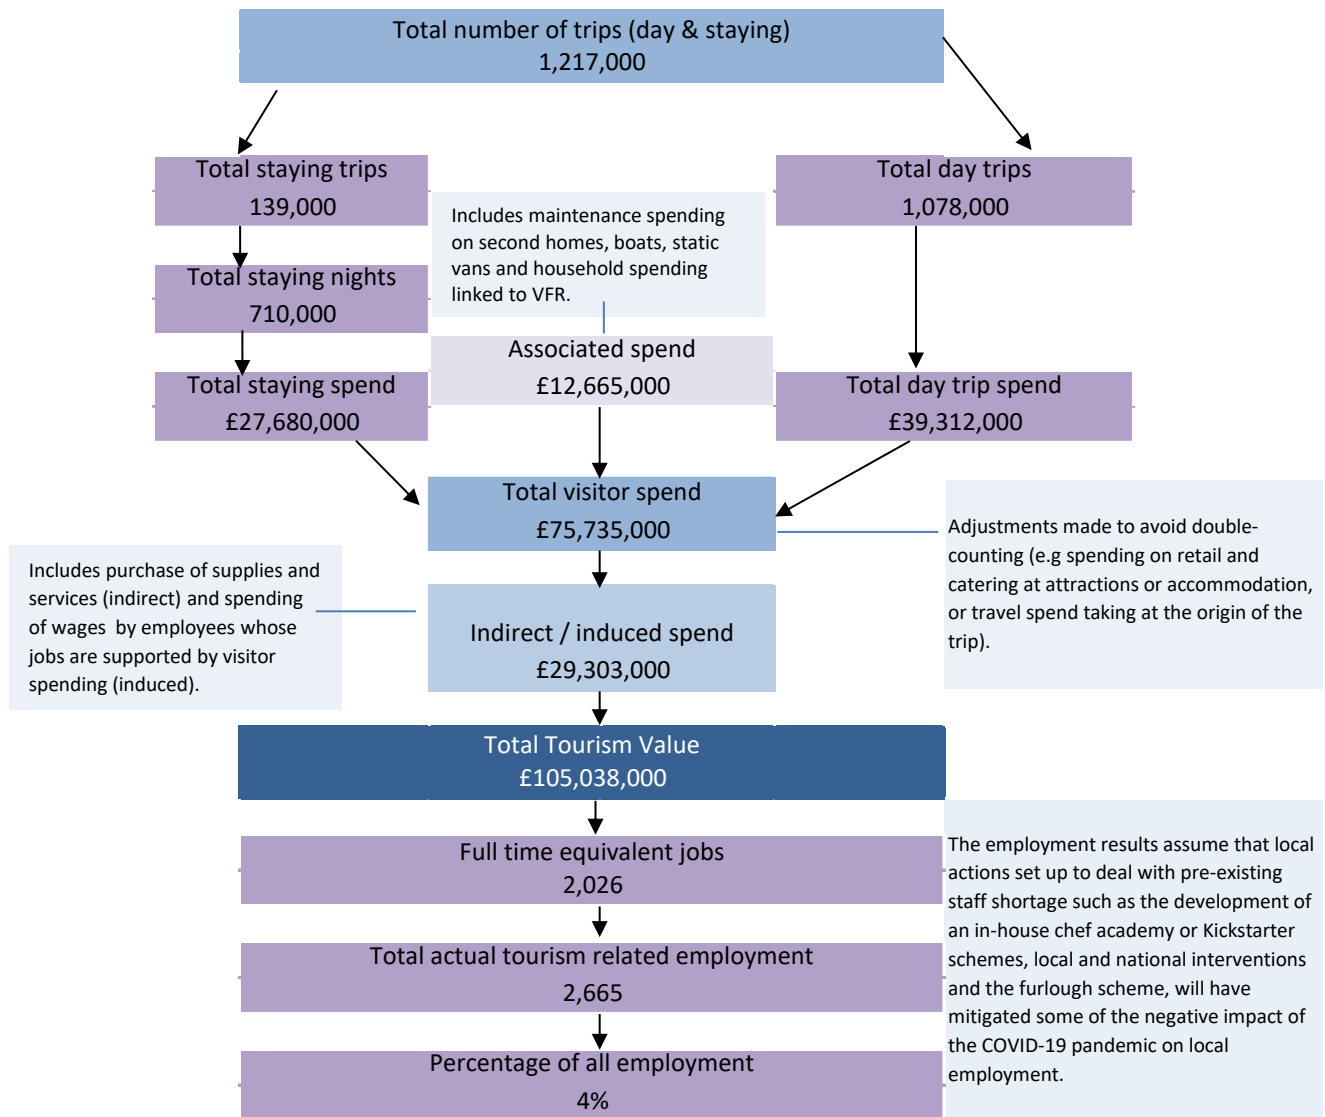 Total number of trips (day & staying)
1,217,000
Total staying trips
139,000
Includes maintenance spending
on second homes, boats, static
vans and household spending
linked to VFR.
Total day trips
1,078,000
Total staying nights
710,000
Total staying spend
£27,680,000
Associated spend
£12,665,000
Total day trip spend
£39,312,000
Total visitor spend
£75,735,000
Adjustments made to avoid double-
counting (e.g spending on retail and
catering at attractions or accommodation,
or travel spend taking at the origin of the
trip).
Includes purchase of supplies and
services (indirect) and spending
of wages by employees whose
jobs are supported by visitor
spending (induced).
Indirect / induced spend
£29,303,000
Total Tourism Value
£105,038,000
Full time equivalent jobs
2,026
Total actual tourism related employment
2,665
Percentage of all employment
4%
The employment results assume that local
actions set up to deal with pre-existing
staff shortage such as the development of
an in-house chef academy or Kickstarter
schemes, local and national interventions
and the furlough scheme, will have
mitigated some of the negative impact of
the COVID-19 pandemic on local
employment.